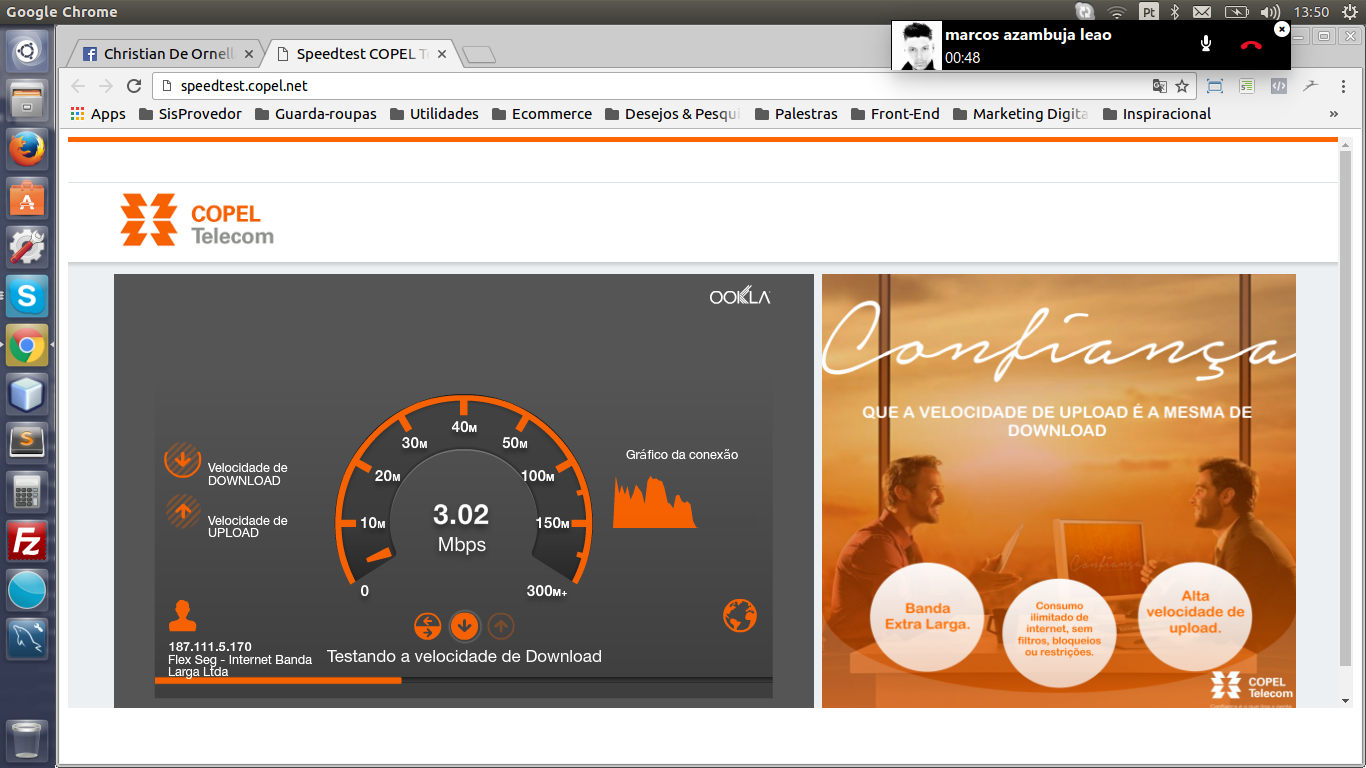 Google Chrome
Pt
13:50
Christian De Ornell
Speedtest COPEL T
marcos azambuja leao
00:48
speedtest.copel.net
Apps
SisProvedor
Guarda-roupas
Utilidades
Ecommerce
Desejos & Pesqui
Palestras
Front-End
Marketing Digita
Inspiracional
»
COPEL
Telecom
OOKLA
40M
30M
50M
20M
100M
10M
150M
0
300M+
3.02
Mbps
Velocidade de
DOWNLOAD
Velocidade de
UPLOAD
Gráfico da conexão
187.111.5.170
Flex Seg - Internet Banda
Larga Ltda
Testando a velocidade de Download
Confiança
QUE A VELOCIDADE DE UPLOAD É A MESMA DE
DOWNLOAD
Confiança
Banda
Extra Larga.
Consumo
ilimitado de
internet, sem
filtros, bloqueios
ou restrições.
Alta
velocidade de
upload.
COPEL
Telecom